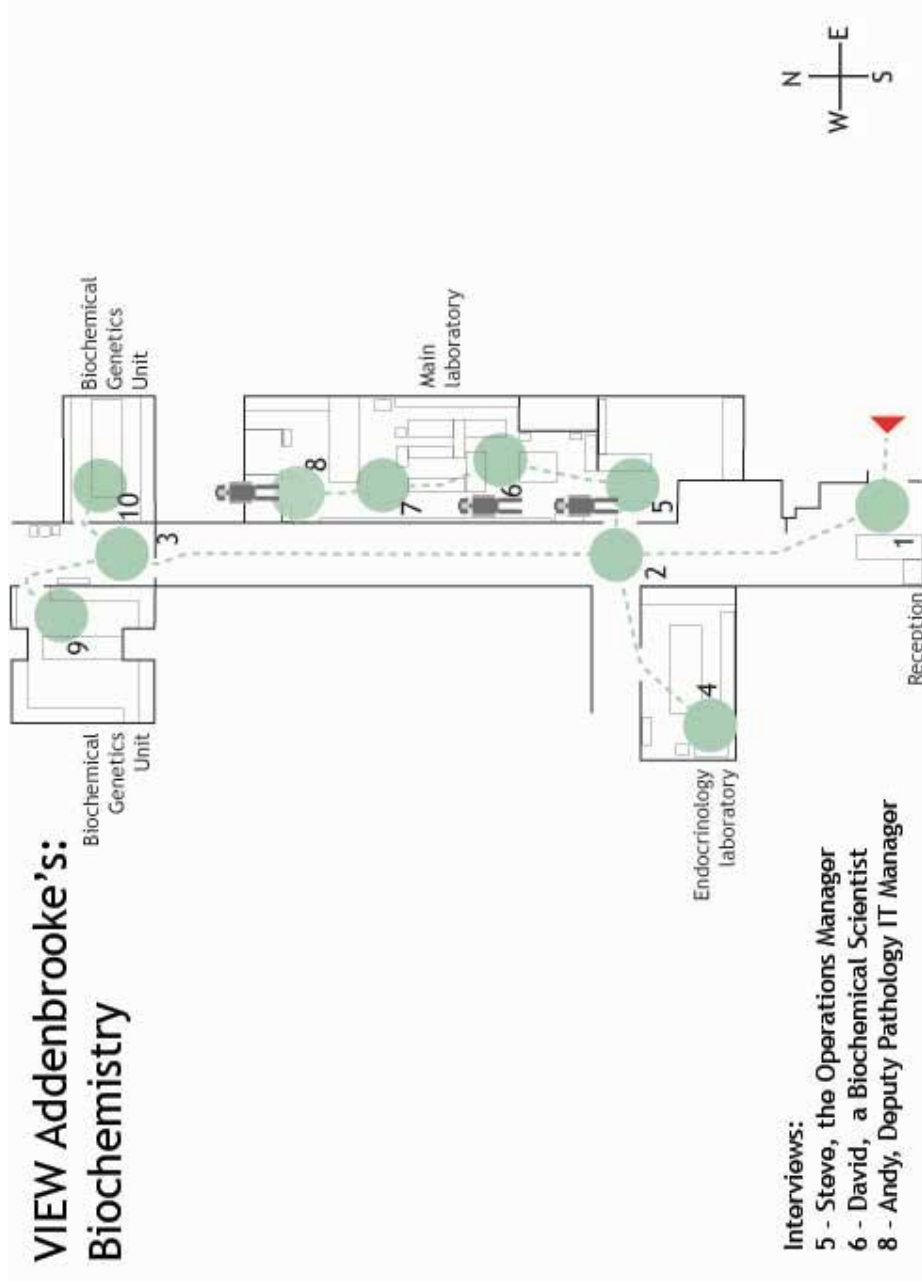 VIEW Addenbrooke's:
Biochemistry
Biochemical
Genetics
Unit
Biochemical
Genetics
Unit
9
10
3
8
7
6
5
Main
laboratory
2
4
Endocrinology
laboratory
1
Reception
N
W
E
S
Interviews:
5 - Steve, the Operations Manager
6 - David, a Biochemical Scientist
8 - Andy, Deputy Pathology IT Manager